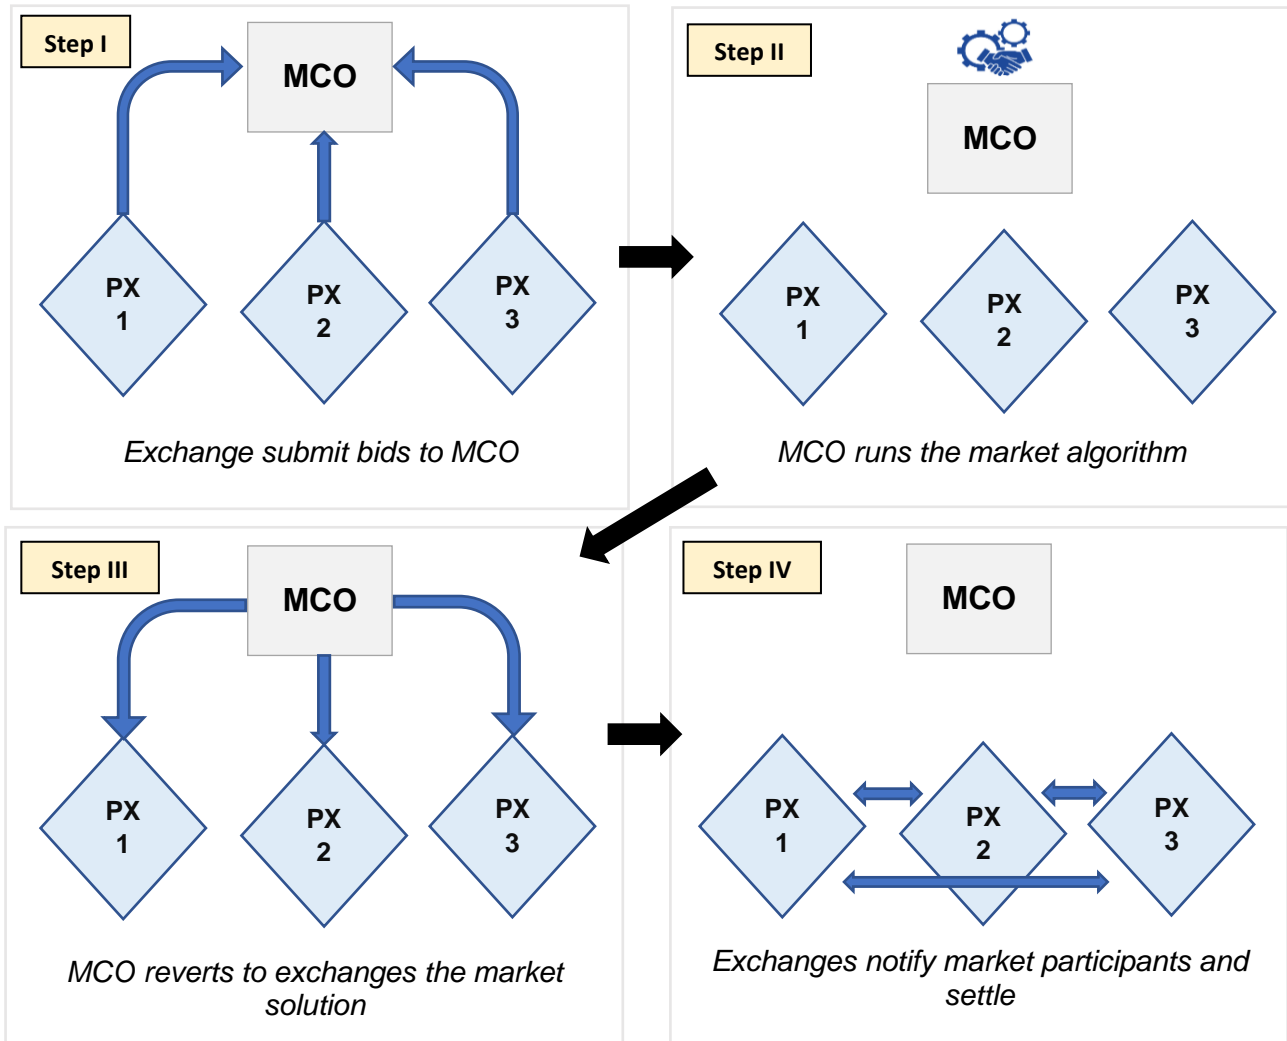 Step I
MCO
PX
1
PX
2
PX
3
Exchange submit bids to MCO
Step II
MCO
PX
1
PX
2
PX
3
MCO runs the market algorithm
Step III
MCO
PX
1
PX
2
PX
3
MCO reverts to exchanges the market
solution
Step IV
MCO
PX
1
PX
2
PX
3
Exchanges notify market participants and
settle